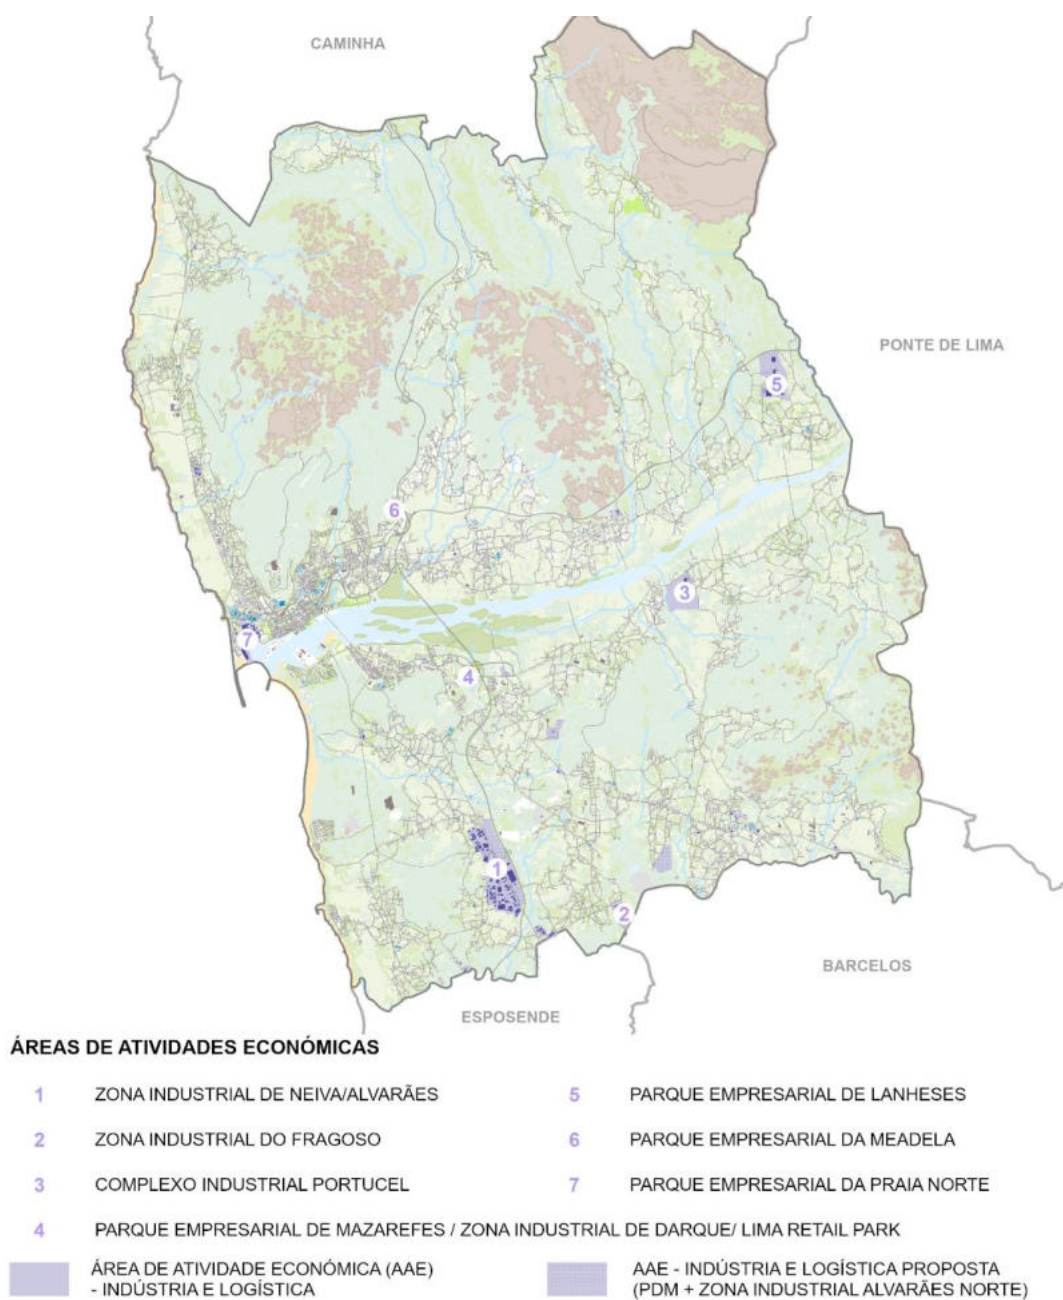 CAMINHA
PONTE DE LIMA
5
6
3
7
4
1
2
BARCELOS
ESPOSENDE
ÁREAS DE ATIVIDADES ECONÓMICAS
1 ZONA INDUSTRIAL DE NEIVA/ALVARÃES
2 ZONA INDUSTRIAL DO FRAGOSO
3 COMPLEXO INDUSTRIAL PORTUCEL
4 PARQUE EMPRESARIAL DE MAZAREFES / ZONA INDUSTRIAL DE DARQUE/ LIMA RETAIL PARK
5 PARQUE EMPRESARIAL DE LANHESES
6 PARQUE EMPRESARIAL DA MEADELA
7 PARQUE EMPRESARIAL DA PRAIA NORTE
ÁREA DE ATIVIDADE ECONÓMICA (AAE)
- INDÚSTRIA E LOGÍSTICA
AAE - INDÚSTRIA E LOGÍSTICA PROPOSTA
(PDM + ZONA INDUSTRIAL ALVARÃES NORTE)